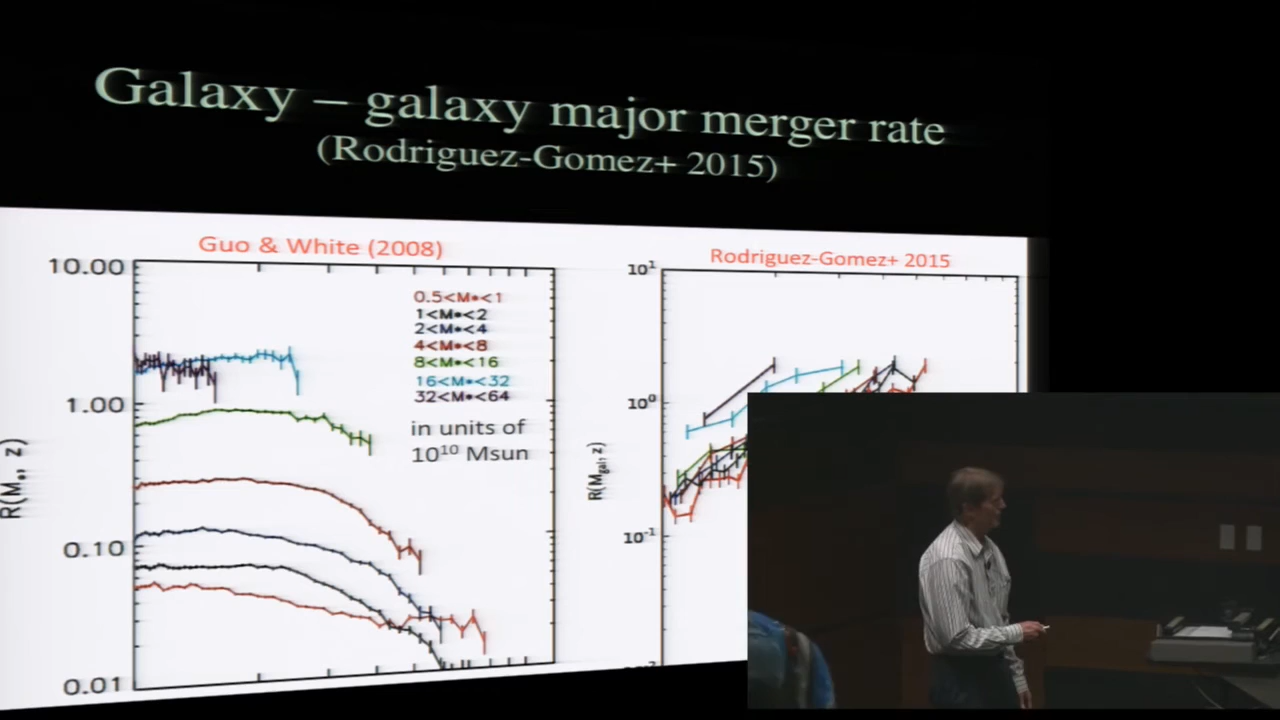 Galaxy – galaxy major merger rate
(Rodriguez-Gomez+ 2015)
Guo & White (2008)
10.00
1.00
0.10
0.01
R(M*, z)
0.5<M*<1
1<M*<2
2<M*<4
4<M*<8
8<M*<16
16<M*<32
32<M*<64
in units of
10¹⁰ Msun
Rodriguez-Gomez+ 2015
10¹
10⁰
10⁻¹
R(Mgal, z)